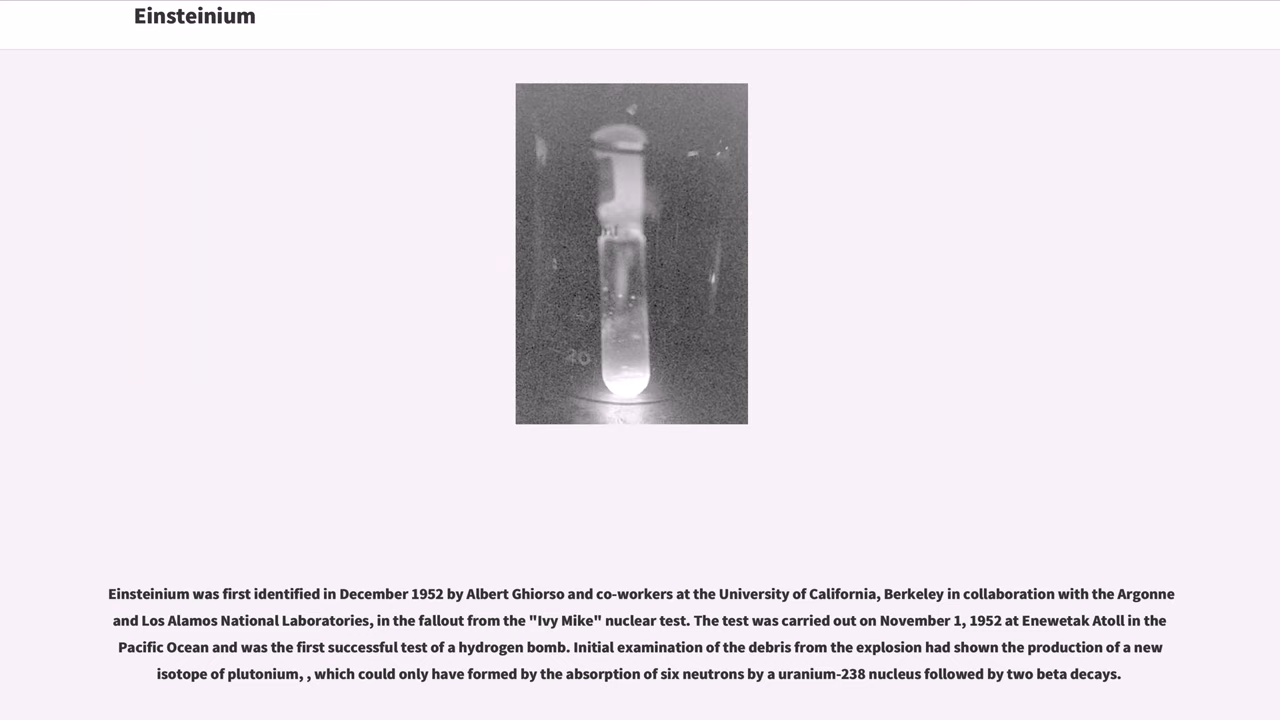 Einsteinium
20
Einsteinium was first identified in December 1952 by Albert Ghiorso and co-workers at the University of California, Berkeley in collaboration with the Argonne
and Los Alamos National Laboratories, in the fallout from the "Ivy Mike" nuclear test. The test was carried out on November 1, 1952 at Enewetak Atoll in the
Pacific Ocean and was the first successful test of a hydrogen bomb. Initial examination of the debris from the explosion had shown the production of a new
isotope of plutonium, , which could only have formed by the absorption of six neutrons by a uranium-238 nucleus followed by two beta decays.